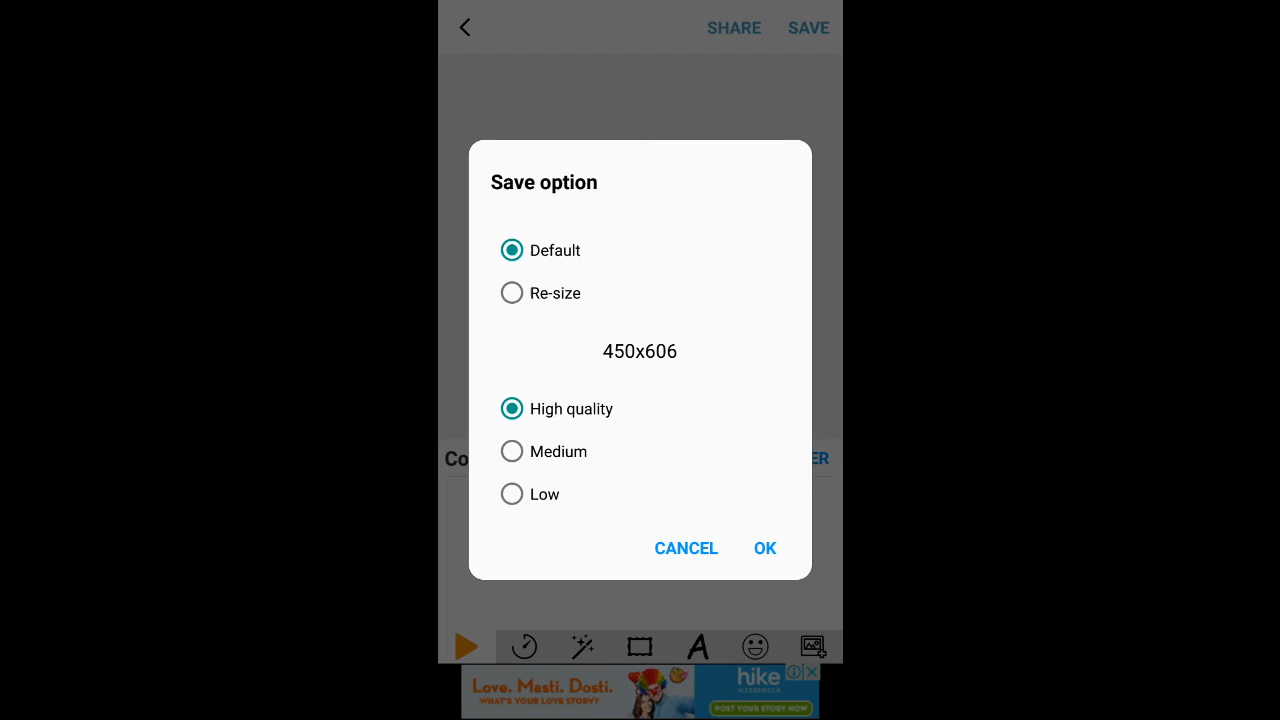 SHARE SAVE
Save option
Default
Re-size
450x606
High quality
Co
ER
Medium
Low
CANCEL OK
A
Love. Masti. Dosti.
WHAT'S YOUR LOVE STORY?
hike
MESSENGER
POST YOUR STORY NOW